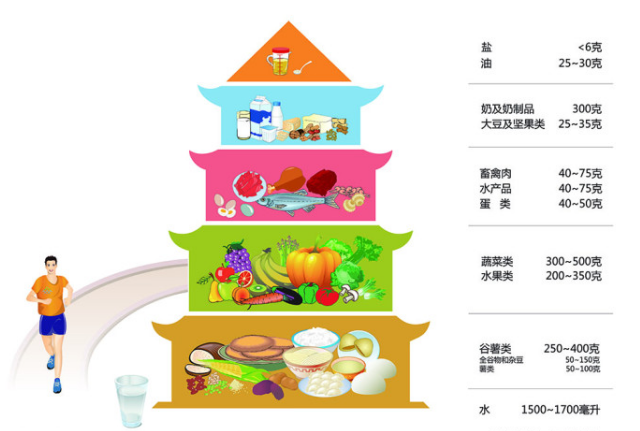 盐 <6克
油 25~30克
奶及奶制品 300克
大豆及坚果类 25~35克
畜禽肉 40~75克
水产品 40~75克
蛋 类 40~50克
蔬菜类 300~500克
水果类 200~350克
谷薯类 250~400克
全谷物和杂豆 50~150克
薯类 50~100克
水 1500~1700毫升